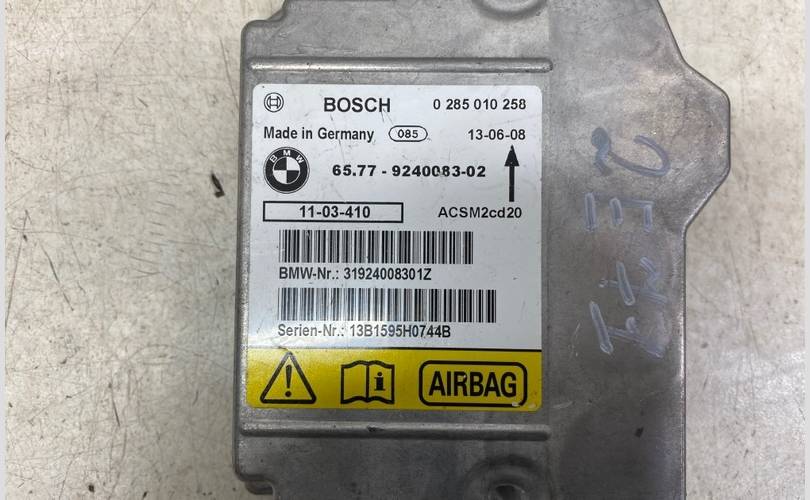 BOSCH 0 285 010 258
Made in Germany 085 13-06-08
BMW
65.77 - 9240083-02
11-03-410 ACSM2cd20
BMW-Nr.: 31924008301Z
Serien-Nr.: 13B1595H0744B
AIRBAG